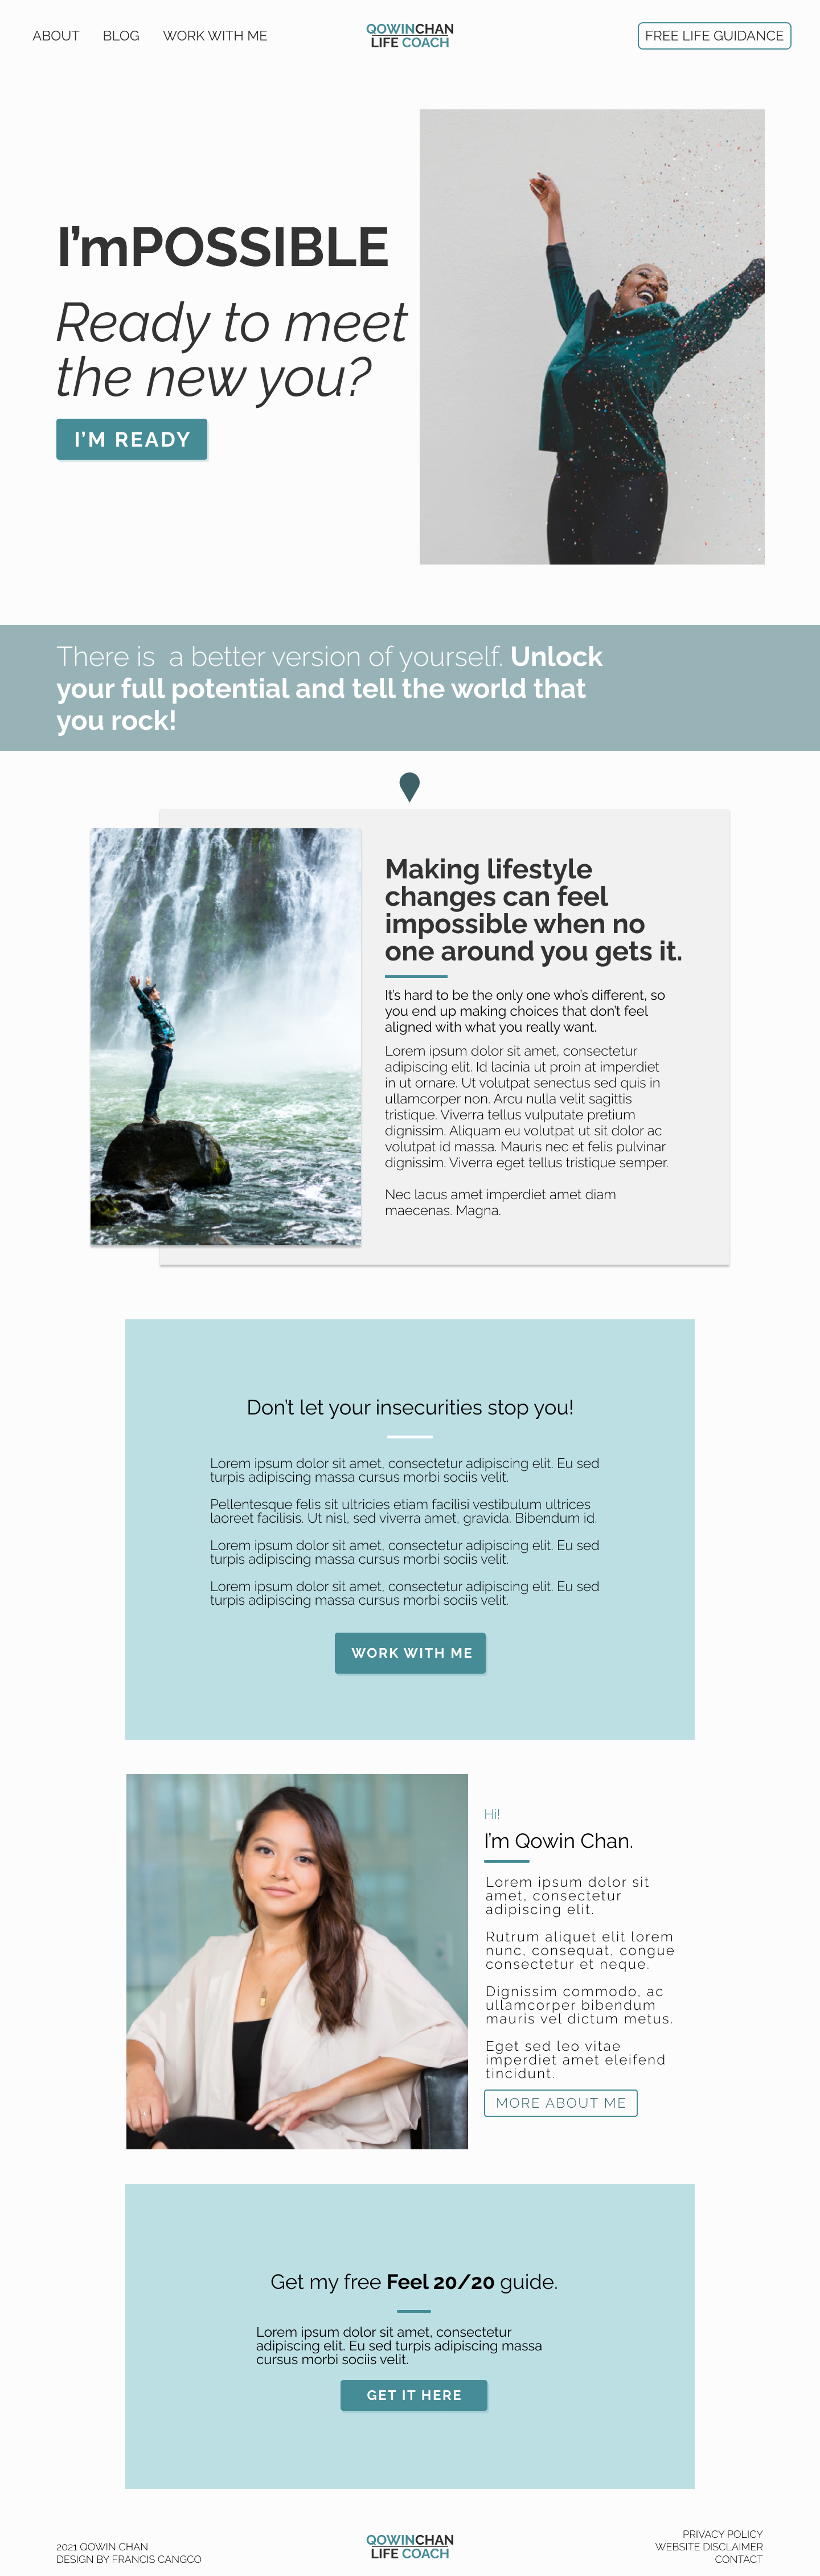 ABOUT BLOG WORK WITH ME
QOWINCHAN
LIFE COACH
FREE LIFE GUIDANCE
I'mPOSSIBLE
Ready to meet
the new you?
I'M READY
There is  a better version of yourself. Unlock
your full potential and tell the world that
you rock!
Making lifestyle
changes can feel
impossible when no
one around you gets it.
It's hard to be the only one who's different, so
you end up making choices that don't feel
aligned with what you really want.
Lorem ipsum dolor sit amet, consectetur
adipiscing elit. Id lacinia ut proin at imperdiet
in ut ornare. Ut volutpat senectus sed quis in
ullamcorper non. Arcu nulla velit sagittis
tristique. Viverra tellus vulputate pretium
dignissim. Aliquam eu volutpat ut sit dolor ac
volutpat id massa. Mauris nec et felis pulvinar
dignissim. Viverra eget tellus tristique semper.
Nec lacus amet imperdiet amet diam
maecenas. Magna.
Don't let your insecurities stop you!
Lorem ipsum dolor sit amet, consectetur adipiscing elit. Eu sed
turpis adipiscing massa cursus morbi sociis velit.
Pellentesque felis sit ultricies etiam facilisi vestibulum ultrices
laoreet facilisis. Ut nisl, sed viverra amet, gravida. Bibendum id.
Lorem ipsum dolor sit amet, consectetur adipiscing elit. Eu sed
turpis adipiscing massa cursus morbi sociis velit.
Lorem ipsum dolor sit amet, consectetur adipiscing elit. Eu sed
turpis adipiscing massa cursus morbi sociis velit.
WORK WITH ME
Hi!
I'm Qowin Chan.
Lorem ipsum dolor sit
amet, consectetur
adipiscing elit.
Rutrum aliquet elit lorem
nunc, consequat, congue
consectetur et neque.
Dignissim commodo, ac
ullamcorper bibendum
mauris vel dictum metus.
Eget sed leo vitae
imperdiet amet eleifend
tincidunt.
MORE ABOUT ME
Get my free Feel 20/20 guide.
Lorem ipsum dolor sit amet, consectetur
adipiscing elit. Eu sed turpis adipiscing massa
cursus morbi sociis velit.
GET IT HERE
2021 QOWIN CHAN
DESIGN BY FRANCIS CANGCO
QOWINCHAN
LIFE COACH
PRIVACY POLICY
WEBSITE DISCLAIMER
CONTACT